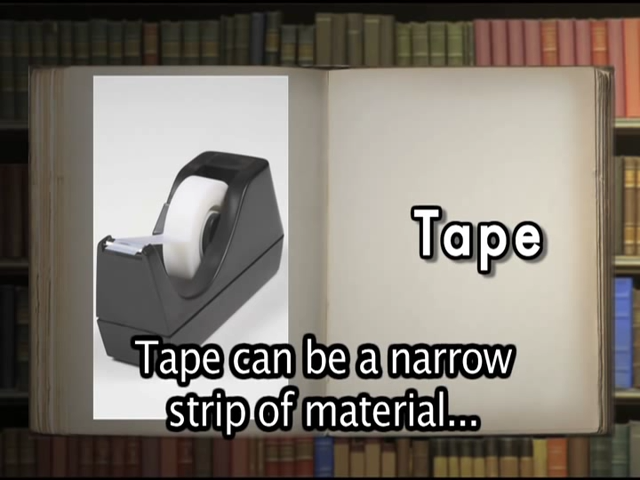 Tape
Tape can be a narrow
strip of material...